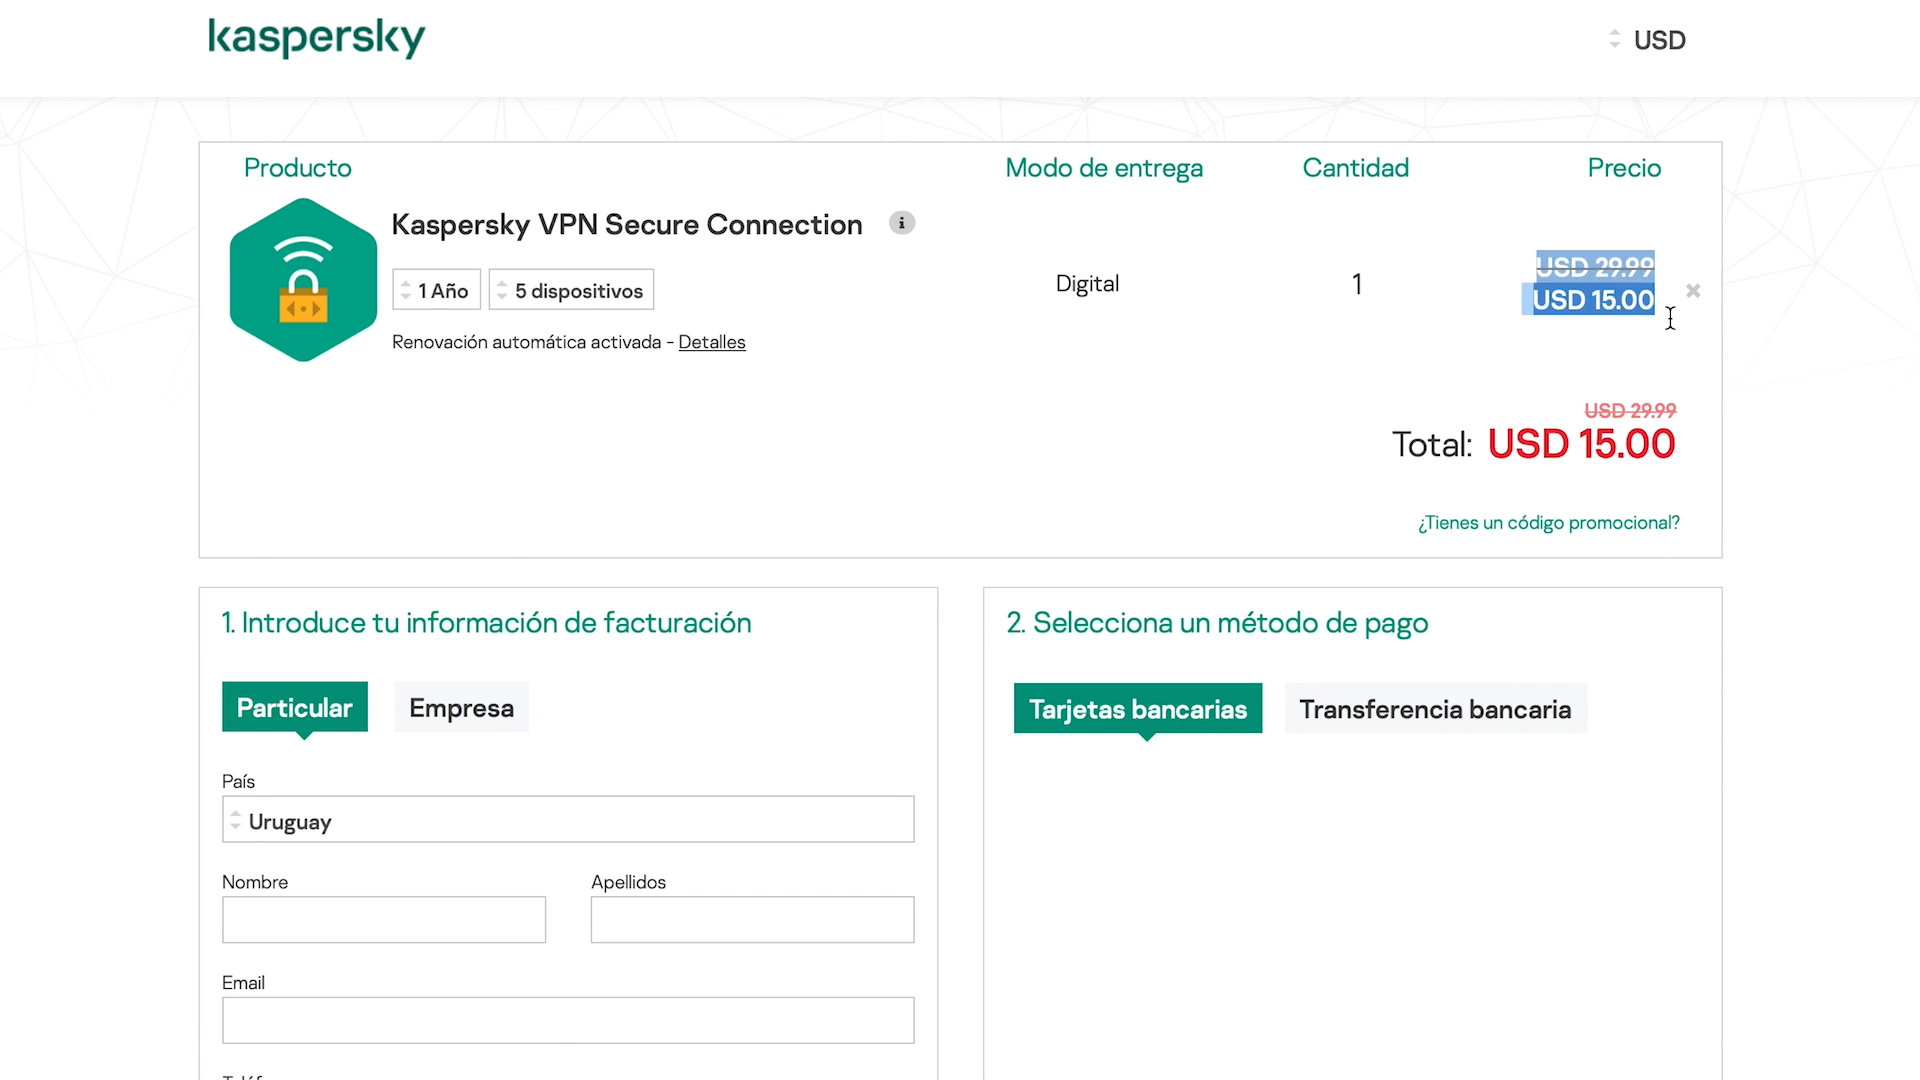 kaspersky
USD
Producto
Modo de entrega
Cantidad
Precio
Kaspersky VPN Secure Connection
1 Año
5 dispositivos
Renovación automática activada - Detalles
Digital
1
USD 29.99
USD 15.00
USD 29.99
Total: USD 15.00
¿Tienes un código promocional?
1. Introduce tu información de facturación
Particular
Empresa
País
Uruguay
Nombre
Apellidos
Email
2. Selecciona un método de pago
Tarjetas bancarias
Transferencia bancaria